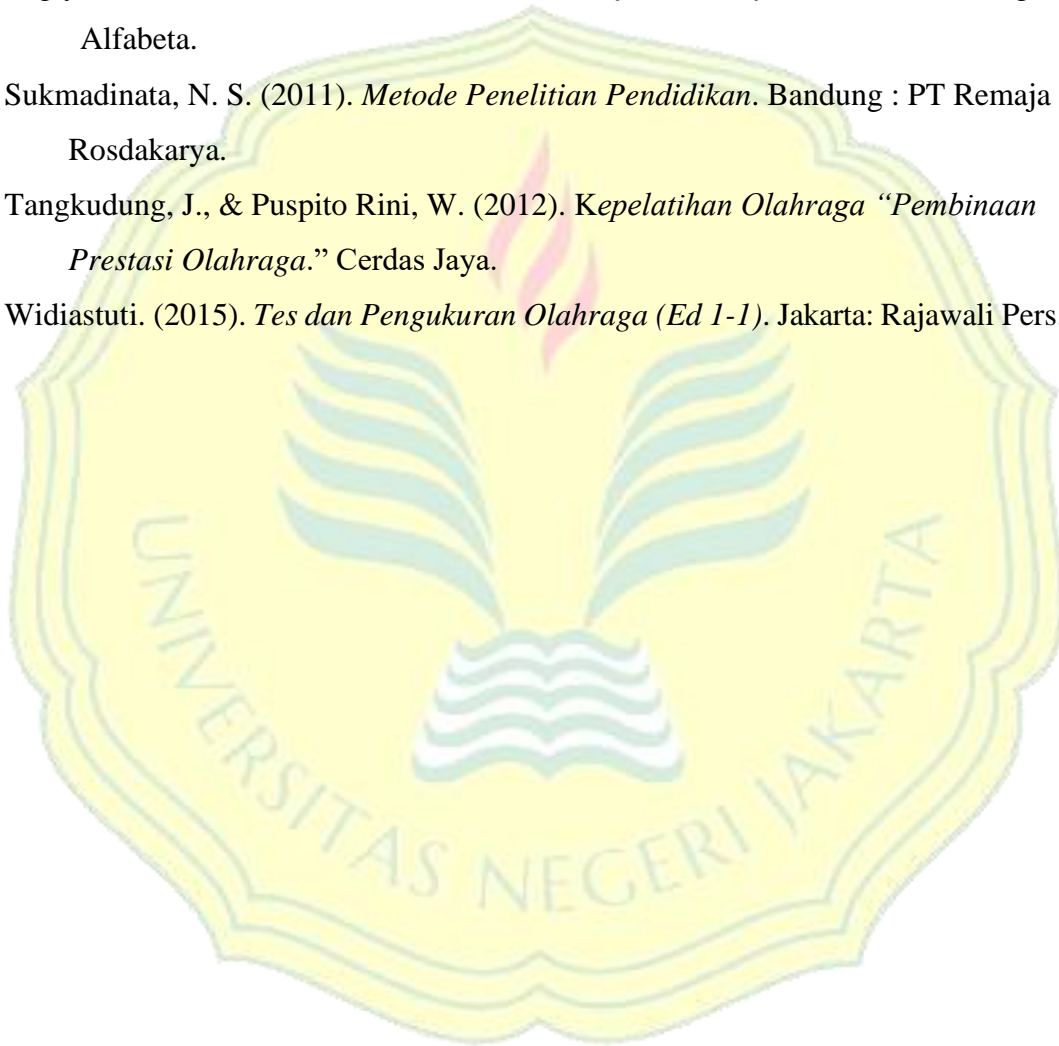 Alfabeta.
Sukmadinata, N. S. (2011). Metode Penelitian Pendidikan. Bandung : PT Remaja
Rosdakarya.
Tangkudung, J., & Puspito Rini, W. (2012). Kepelatihan Olahraga “Pembinaan
Prestasi Olahraga.” Cerdas Jaya.
Widiastuti. (2015). Tes dan Pengukuran Olahraga (Ed 1-1). Jakarta: Rajawali Pers
UNIVERSITAS NEGERI JAKARTA